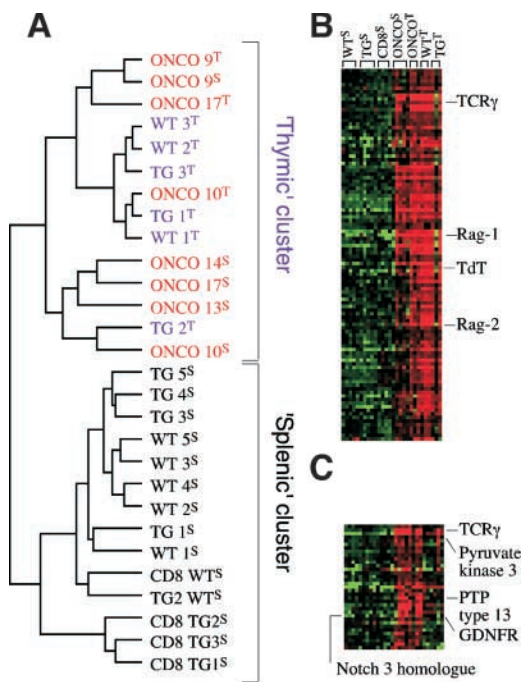 A
ONCO 9T
ONCO 9S
ONCO 17T
WT 3T
WT 2T
TG 3T
ONCO 10T
TG 1T
WT 1T
ONCO 14S
ONCO 17S
ONCO 13S
TG 2T
ONCO 10S
TG 5S
TG 4S
TG 3S
WT 5S
WT 3S
WT 4S
WT 2S
TG 1S
WT 1S
CD8 WTS
TG2 WTS
CD8 TG2S
CD8 TG3S
CD8 TG1S
'Thymic' cluster
'Splenic' cluster
B
WTS
TGS
CD8S
ONCOS
ONCOT
WTT
TGT
TCRγ
Rag-1
TdT
Rag-2
C
TCRγ
Pyruvate
kinase 3
PTP
type 13
GDNFR
Notch 3 homologue